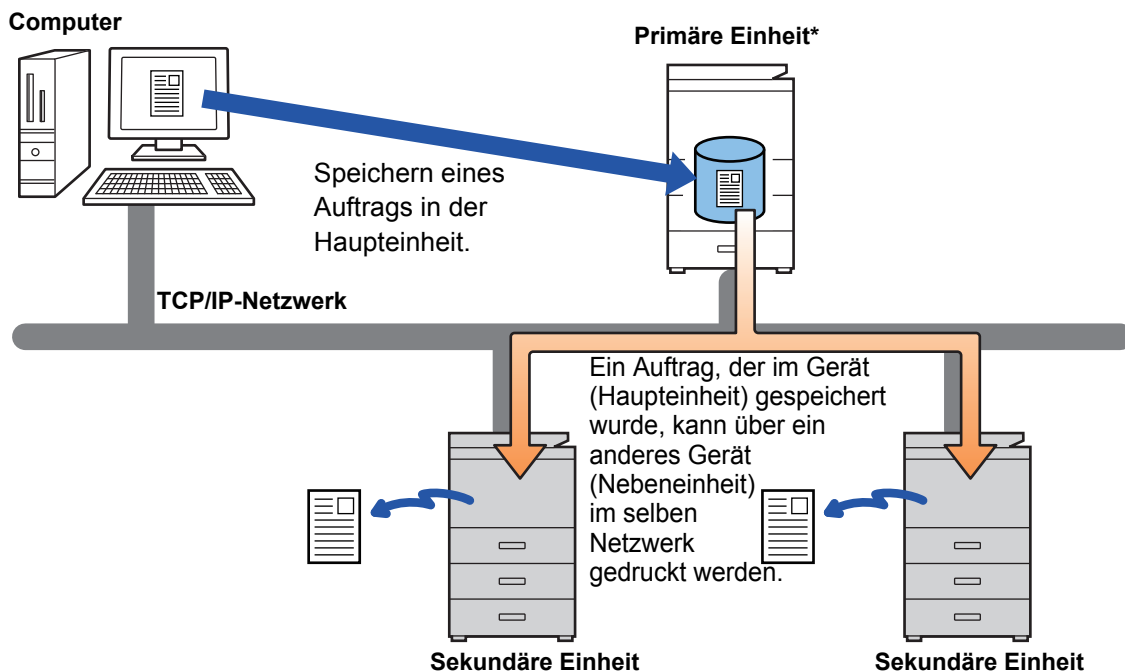 Computer
Primäre Einheit*
Speichern eines
Auftrags in der
Haupteinheit.
TCP/IP-Netzwerk
Ein Auftrag, der im Gerät
(Haupteinheit) gespeichert
wurde, kann über ein
anderes Gerät
(Nebeneinheit)
im selben
Netzwerk
gedruckt werden.
Sekundäre Einheit
Sekundäre Einheit